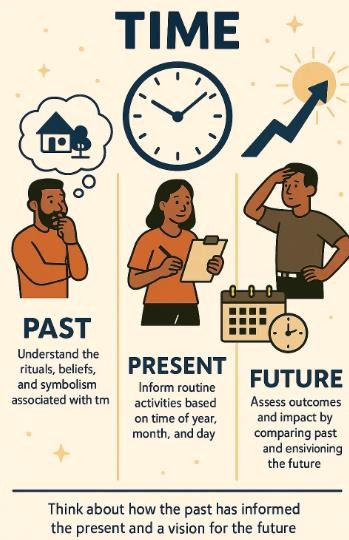 TIME
PAST
Understand the
rituals, beliefs,
and symbolism
associated with tm
PRESENT
Inform routine
activities based
on time of year,
month, and day
FUTURE
Assess outcomes
and impact by
comparing past
and ensivioning
the future
Think about how the past has informed
the present and a vision for the future